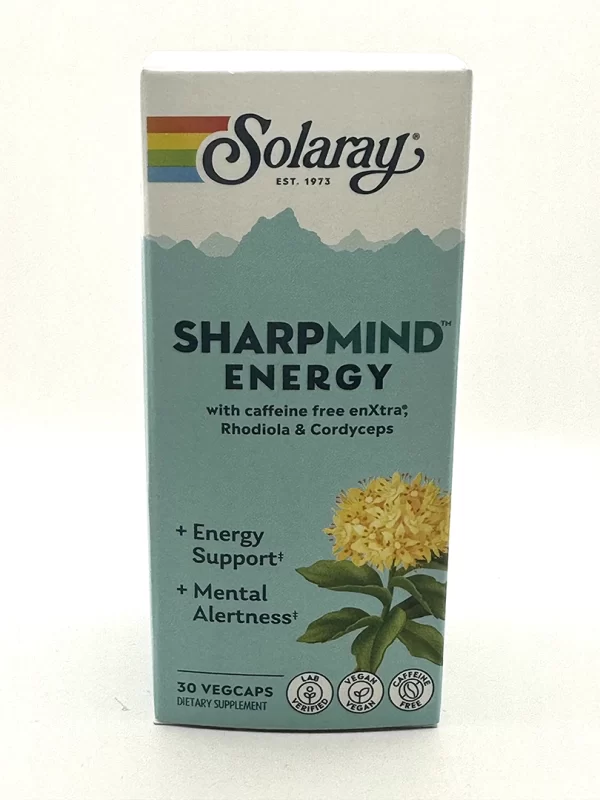 Solaray®
EST. 1973
SHARPMIND™
ENERGY
with caffeine free enXtra®,
Rhodiola & Cordyceps
+ Energy
Support‡
+ Mental
Alertness‡
30 VEGCAPS
DIETARY SUPPLEMENT
LAB
VERIFIED
VEGAN
VEGAN
CAFFEINE
FREE